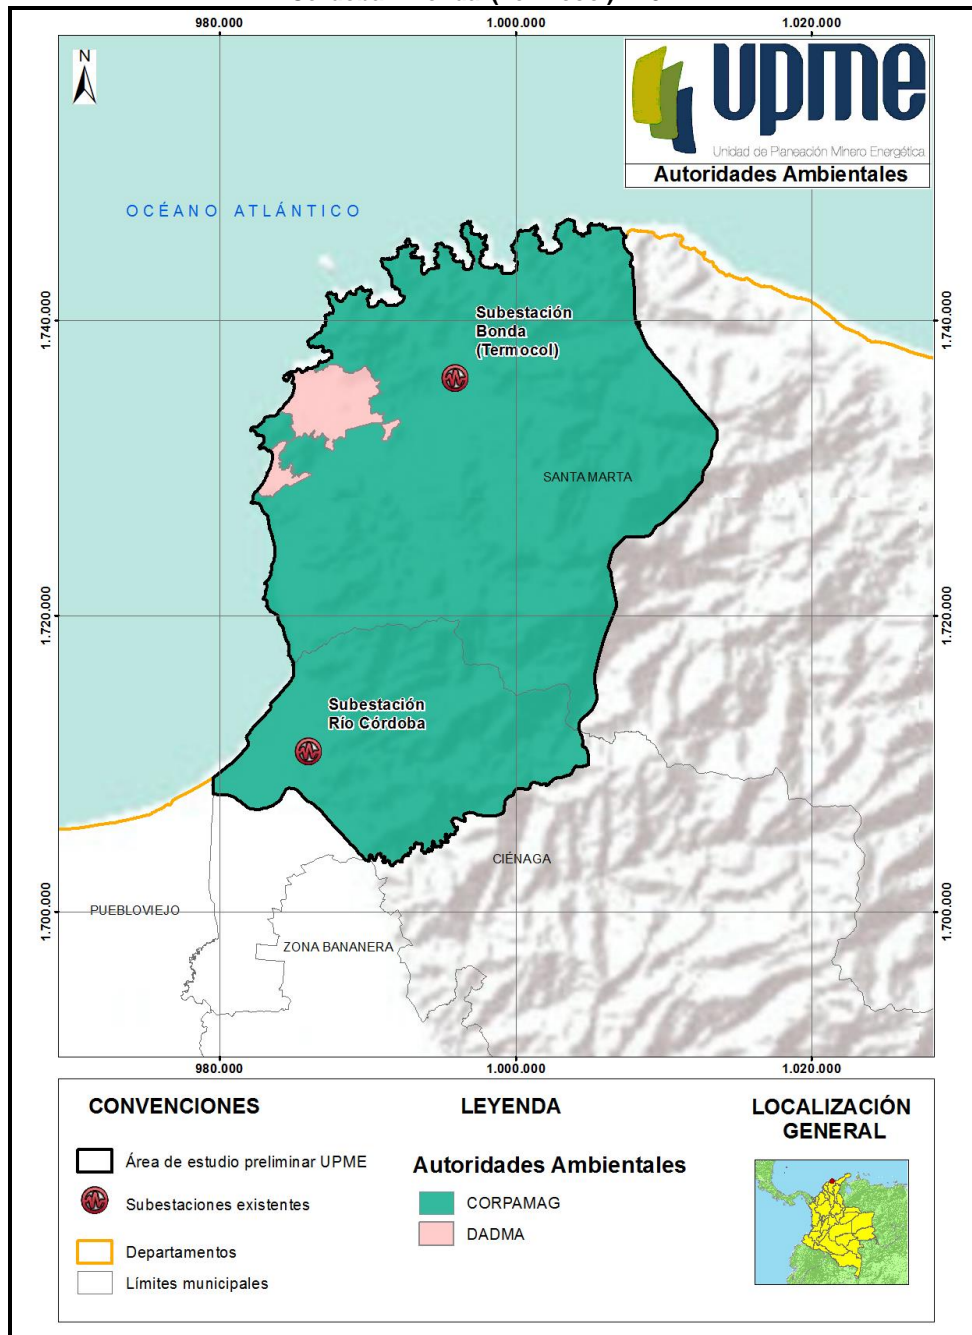 980.000
1.000.000
1.020.000
N
upme
Unidad de Planeación Minero Energética
Autoridades Ambientales
OCÉANO ATLÁNTICO
1.740.000
1.740.000
Subestación
Bonda
(Termocol)
SANTA MARTA
1.720.000
1.720.000
Subestación
Río Córdoba
CIÉNAGA
PUEBLOVIEJO
1.700.000
1.700.000
ZONA BANANERA
980.000
1.000.000
1.020.000
CONVENCIONES
Área de estudio preliminar UPME
Subestaciones existentes
Departamentos
Límites municipales
LEYENDA
Autoridades Ambientales
CORPAMAG
DADMA
LOCALIZACIÓN
GENERAL